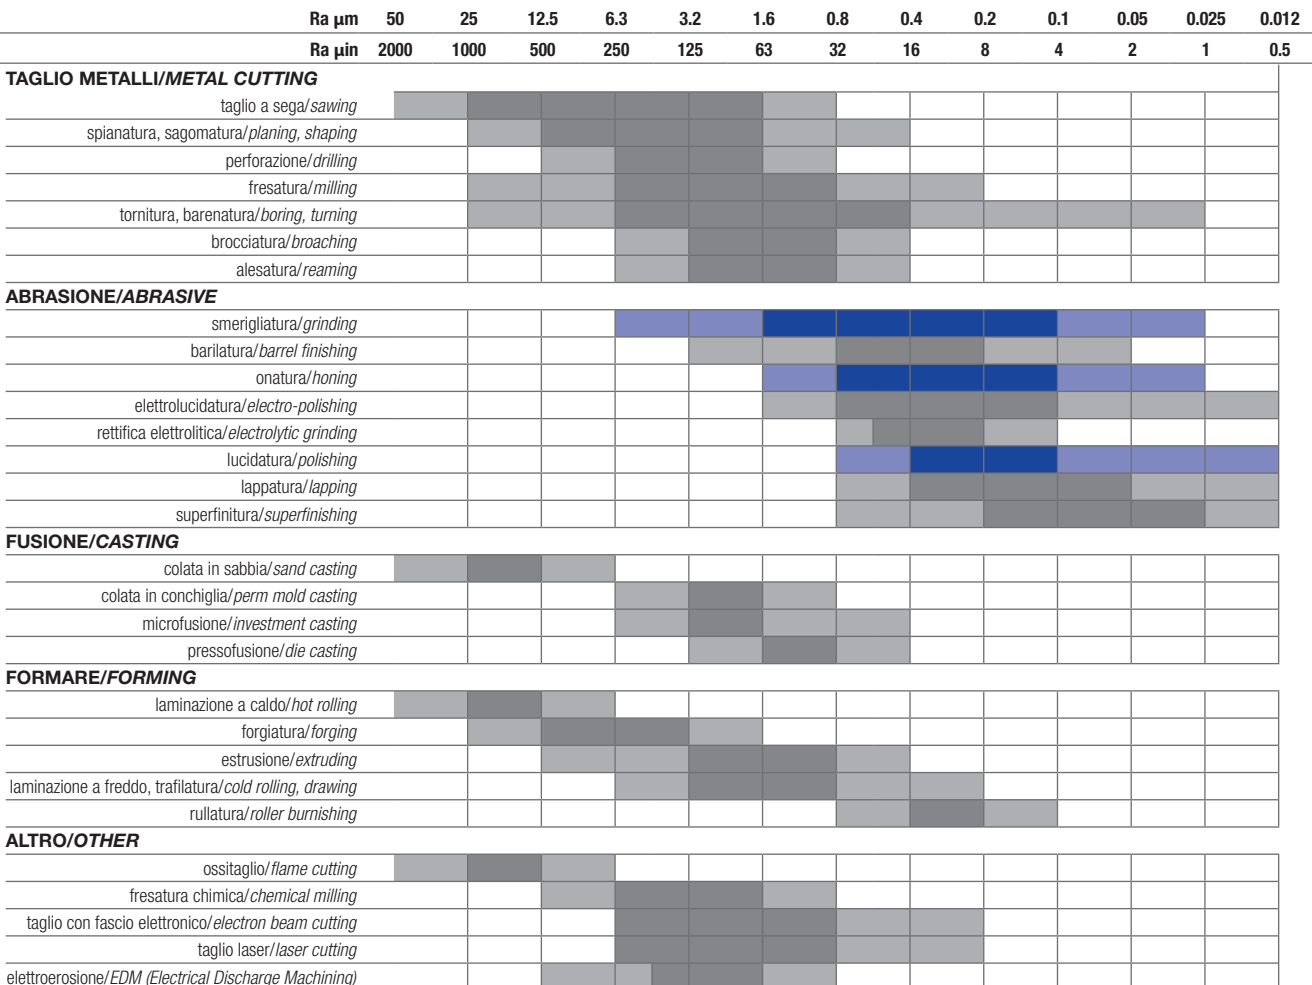 Ra µm 50 25 12.5 6.3 3.2 1.6 0.8 0.4 0.2 0.1 0.05 0.025 0.012
Ra µin 2000 1000 500 250 125 63 32 16 8 4 2 1 0.5
TAGLIO METALLI/METAL CUTTING
taglio a sega/sawing
spianatura, sagomatura/planing, shaping
perforazione/drilling
fresatura/milling
tornitura, barenatura/boring, turning
brocciatura/broaching
alesatura/reaming
ABRASIONE/ABRASIVE
smerigliatura/grinding
barilatura/barrel finishing
onatura/honing
elettrolucidatura/electro-polishing
rettifica elettrolitica/electrolytic grinding
lucidatura/polishing
lappatura/lapping
superfinitura/superfinishing
FUSIONE/CASTING
colata in sabbia/sand casting
colata in conchiglia/perm mold casting
microfusione/investment casting
pressofusione/die casting
FORMARE/FORMING
laminazione a caldo/hot rolling
forgiatura/forging
estrusione/extruding
laminazione a freddo, trafilatura/cold rolling, drawing
rullatura/roller burnishing
ALTRO/OTHER
ossitaglio/flame cutting
fresatura chimica/chemical milling
taglio con fascio elettronico/electron beam cutting
taglio laser/laser cutting
elettroerosione/EDM (Electrical Discharge Machining)